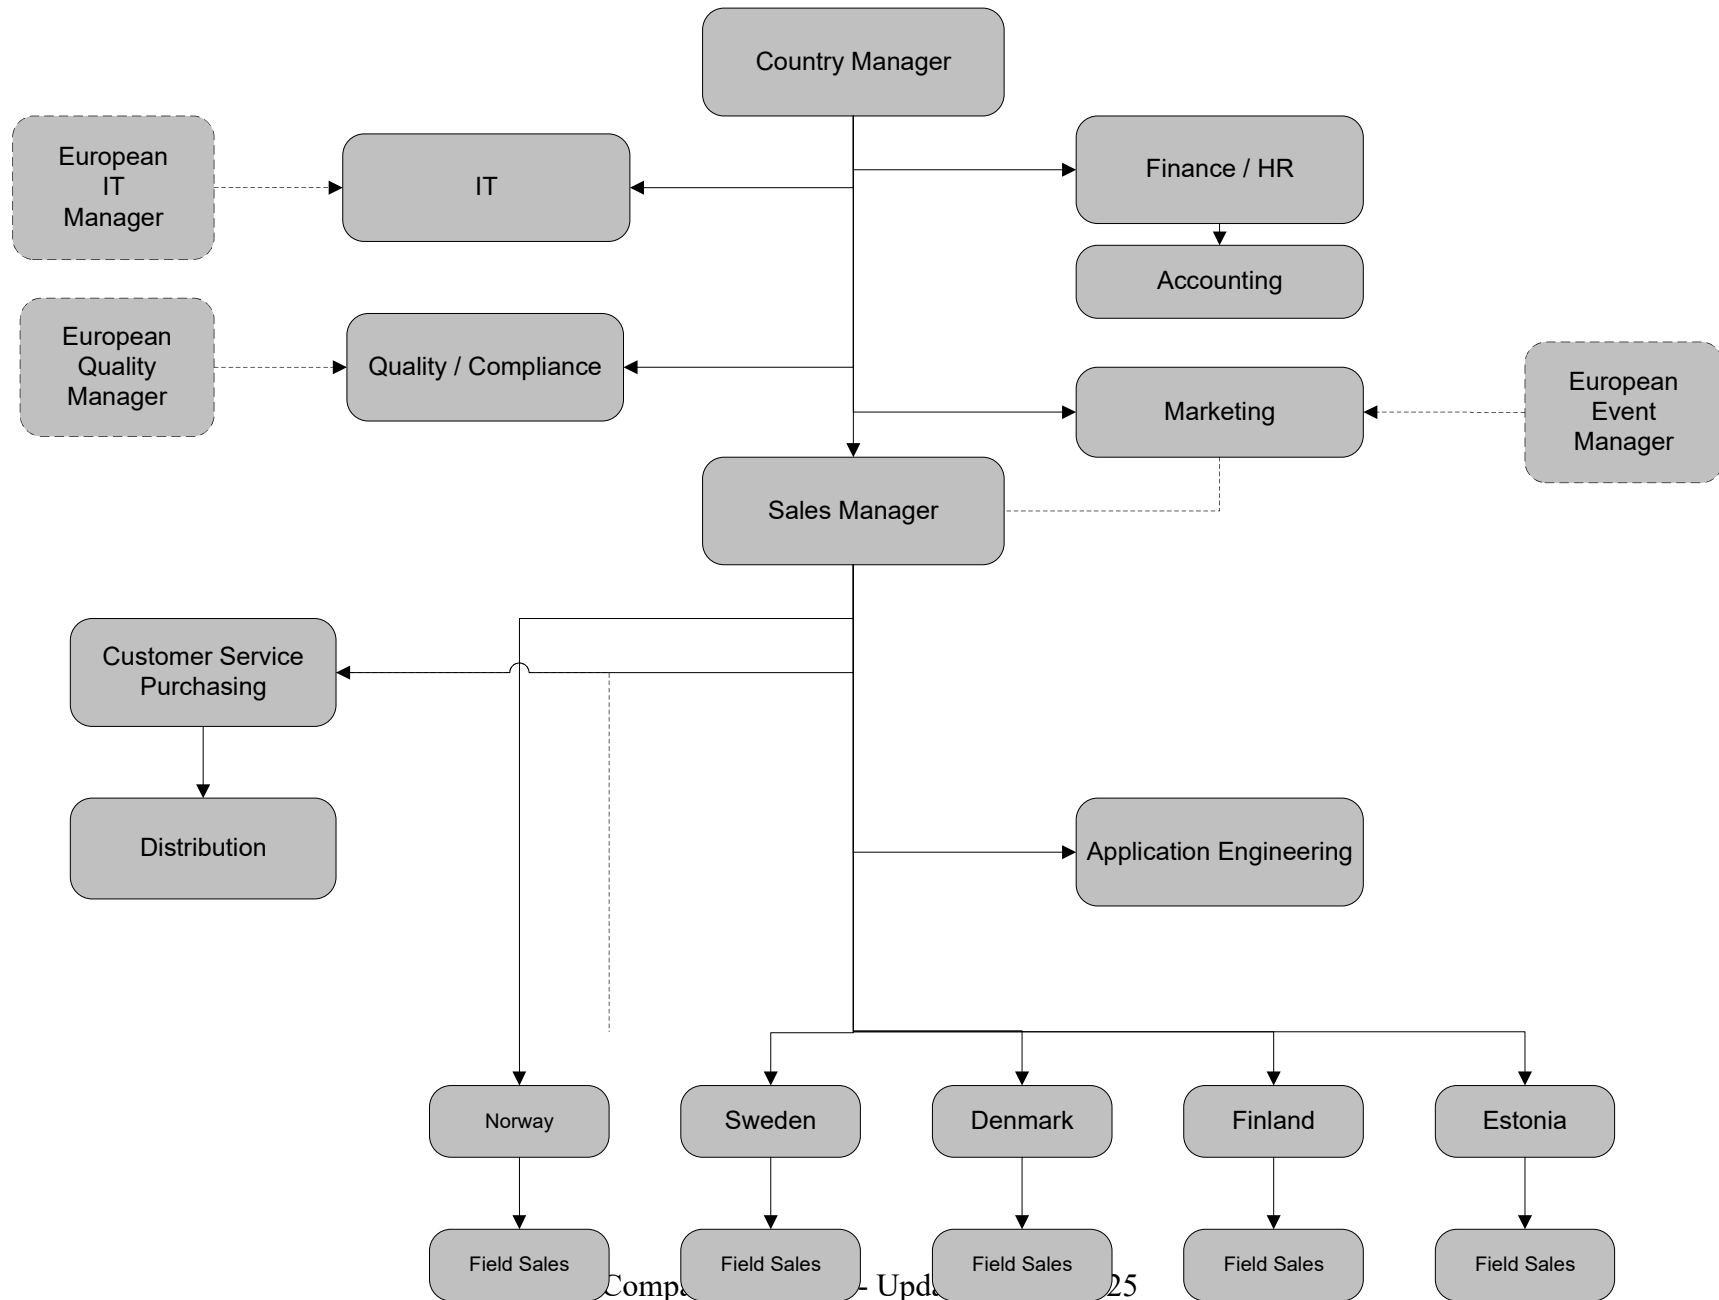 Country Manager
European
IT
Manager
IT
Finance / HR
Accounting
European
Quality
Manager
Quality / Compliance
Marketing
European
Event
Manager
Sales Manager
Customer Service
Purchasing
Distribution
Application Engineering
Norway
Sweden
Denmark
Finland
Estonia
Field Sales
Field Sales
Field Sales
Field Sales
Field Sales
- 25